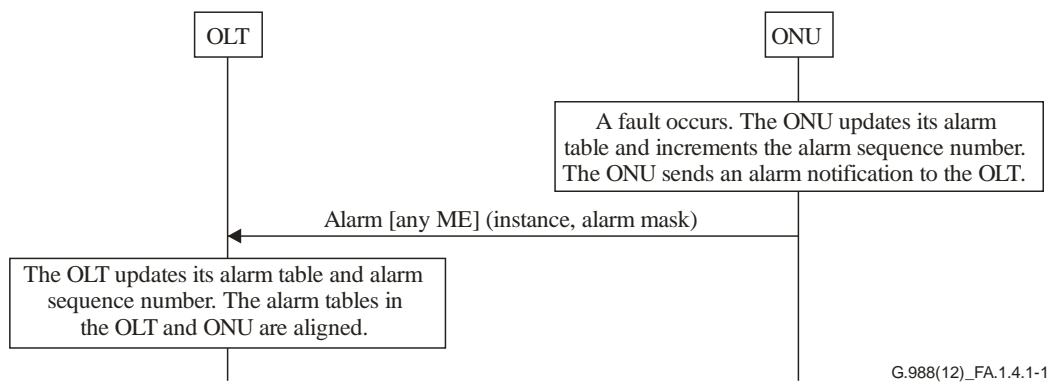 OLT
ONU
A fault occurs. The ONU updates its alarm
table and increments the alarm sequence number.
The ONU sends an alarm notification to the OLT.
Alarm [any ME] (instance, alarm mask)
The OLT updates its alarm table and alarm
sequence number. The alarm tables in
the OLT and ONU are aligned.
G.988(12)_FA.1.4.1-1